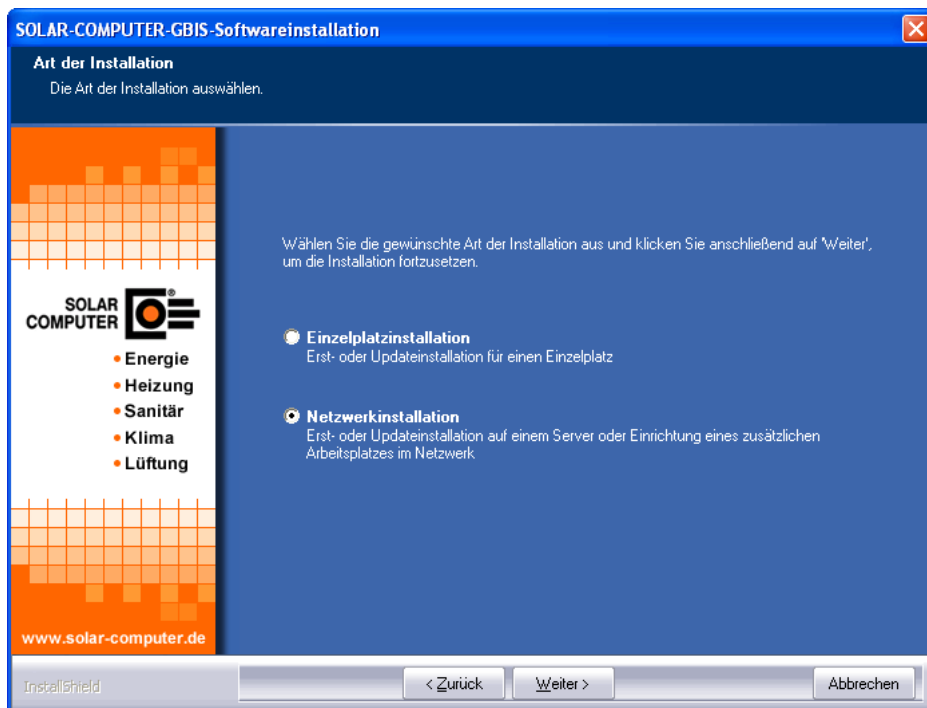 SOLAR-COMPUTER-GBIS-Softwareinstallation
Art der Installation
Die Art der Installation auswählen.
Wählen Sie die gewünschte Art der Installation aus und klicken Sie anschließend auf 'Weiter',
um die Installation fortzusetzen.
SOLAR
COMPUTER
®
• Energie
• Heizung
• Sanitär
• Klima
• Lüftung
Einzelplatzinstallation
Erst- oder Updateinstallation für einen Einzelplatz
Netzwerkinstallation
Erst- oder Updateinstallation auf einem Server oder Einrichtung eines zusätzlichen
Arbeitsplatzes im Netzwerk
www.solar-computer.de
InstallShield
< Zurück
Weiter >
Abbrechen